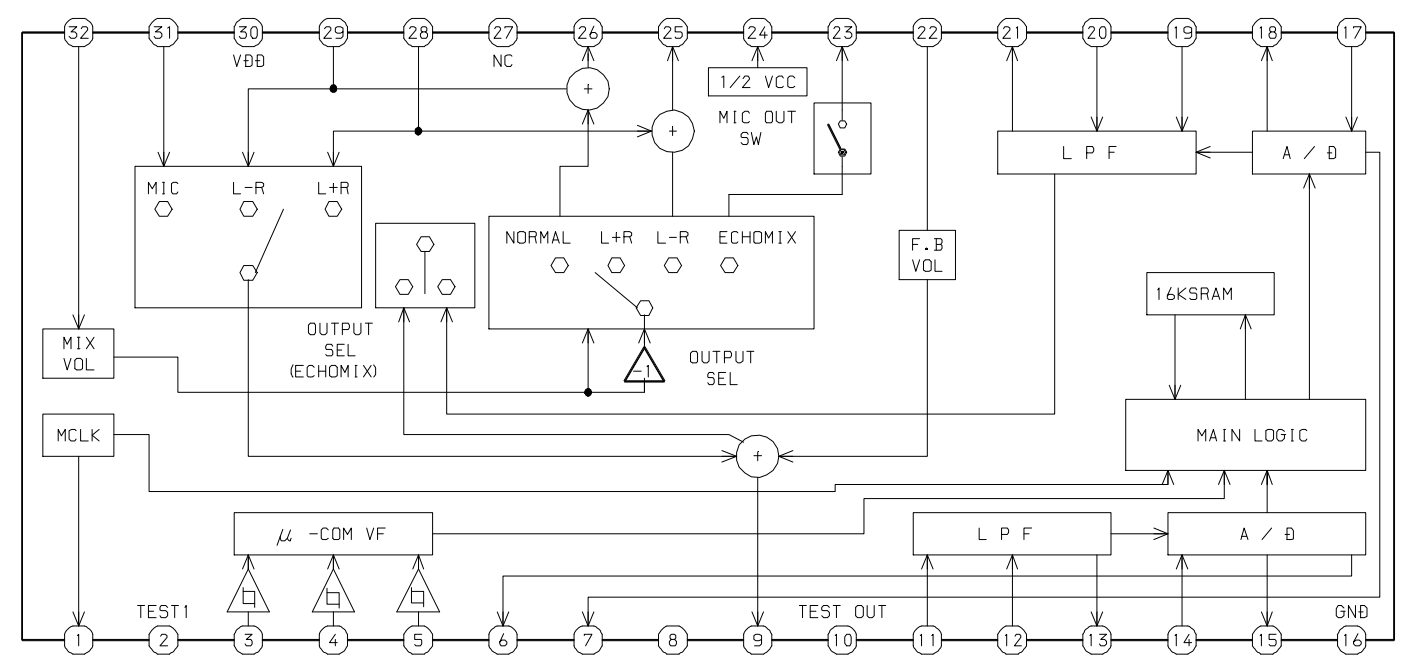 32 31 30 29 28 27 26 25 24 23 22 21 20 19 18 17
VĐĐ NC
+
1/2 VCC
MIC OUT
SW
+
L P F
A / Đ
MIC L-R L+R
NORMAL L+R L-R ECHOMIX
F.B
VOL
16KSRAM
OUTPUT
SEL
(ECHOMIX)
MIX
VOL
-1
OUTPUT
SEL
MCLK
MAIN LOGIC
+
μ -COM VF
L P F
A / Đ
TEST1
TEST OUT
GNĐ
1 2 3 4 5 6 7 8 9 10 11 12 13 14 15 16